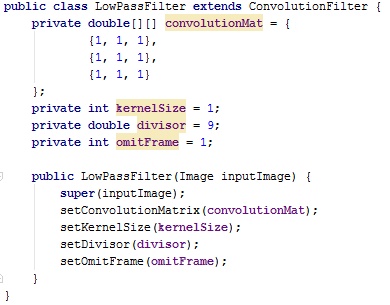 public class LowPassFilter extends ConvolutionFilter {
    private double[][] convolutionMat = {
            {1, 1, 1},
            {1, 1, 1},
            {1, 1, 1}
    };
    private int kernelSize = 1;
    private double divisor = 9;
    private int omitFrame = 1;

    public LowPassFilter(Image inputImage) {
        super(inputImage);
        setConvolutionMatrix(convolutionMat);
        setKernelSize(kernelSize);
        setDivisor(divisor);
        setOmitFrame(omitFrame);
    }
}